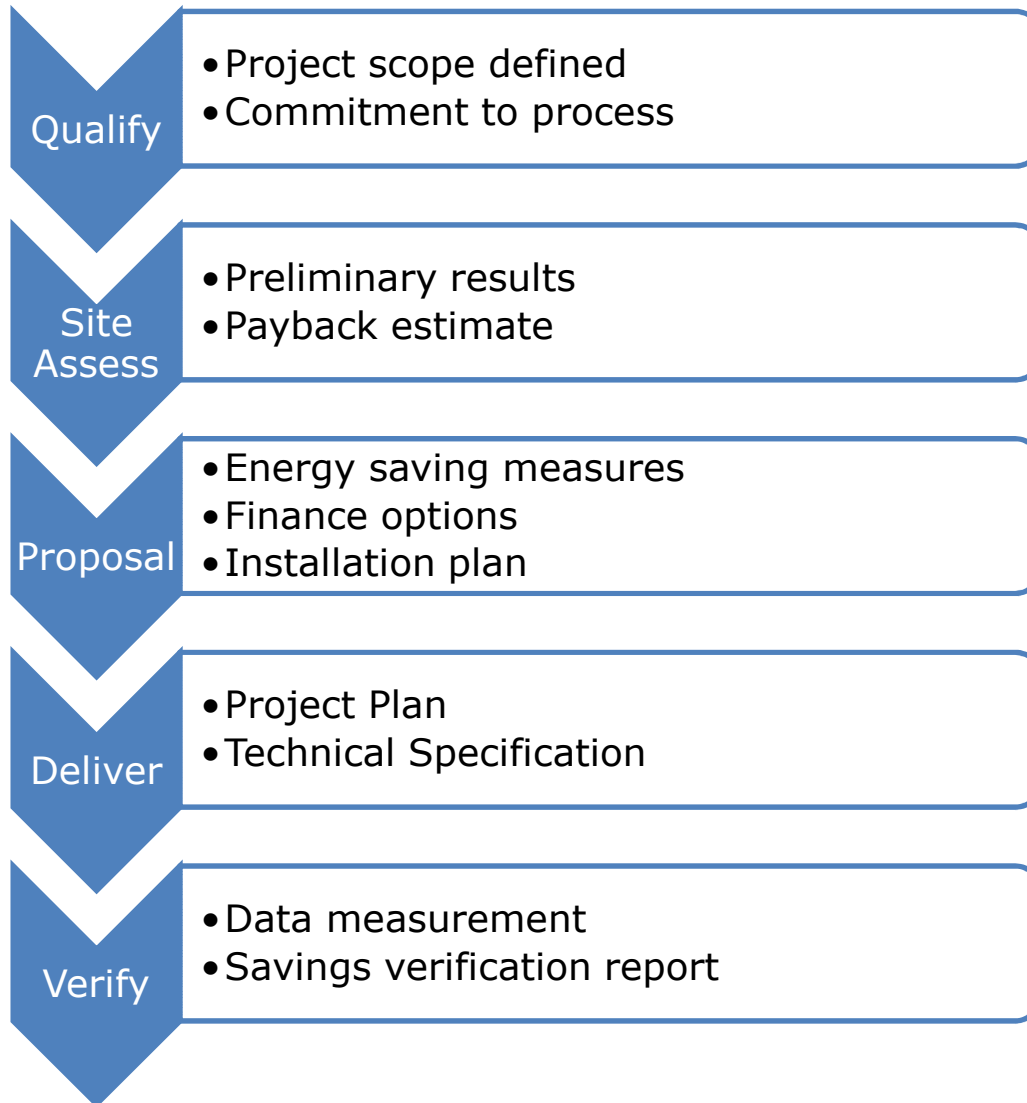 Qualify
•Project scope defined
•Commitment to process
Site
Assess
•Preliminary results
•Payback estimate
Proposal
•Energy saving measures
•Finance options
•Installation plan
Deliver
•Project Plan
•Technical Specification
Verify
•Data measurement
•Savings verification report